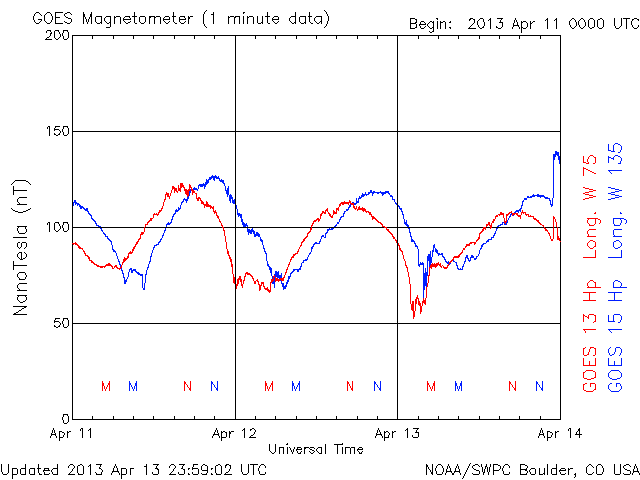 GOES Magnetometer (1 minute data)
Begin: 2013 Apr 11 0000 UTC
200
150
100
50
0
NanoTesla (nT)
M M N N M M N N M M N N
Apr 11 Apr 12 Apr 13 Apr 14
Universal Time
GOES 13 Hp Long. W 75
GOES 15 Hp Long. W 135
Updated 2013 Apr 13 23:59:02 UTC
NOAA/SWPC Boulder, CO USA